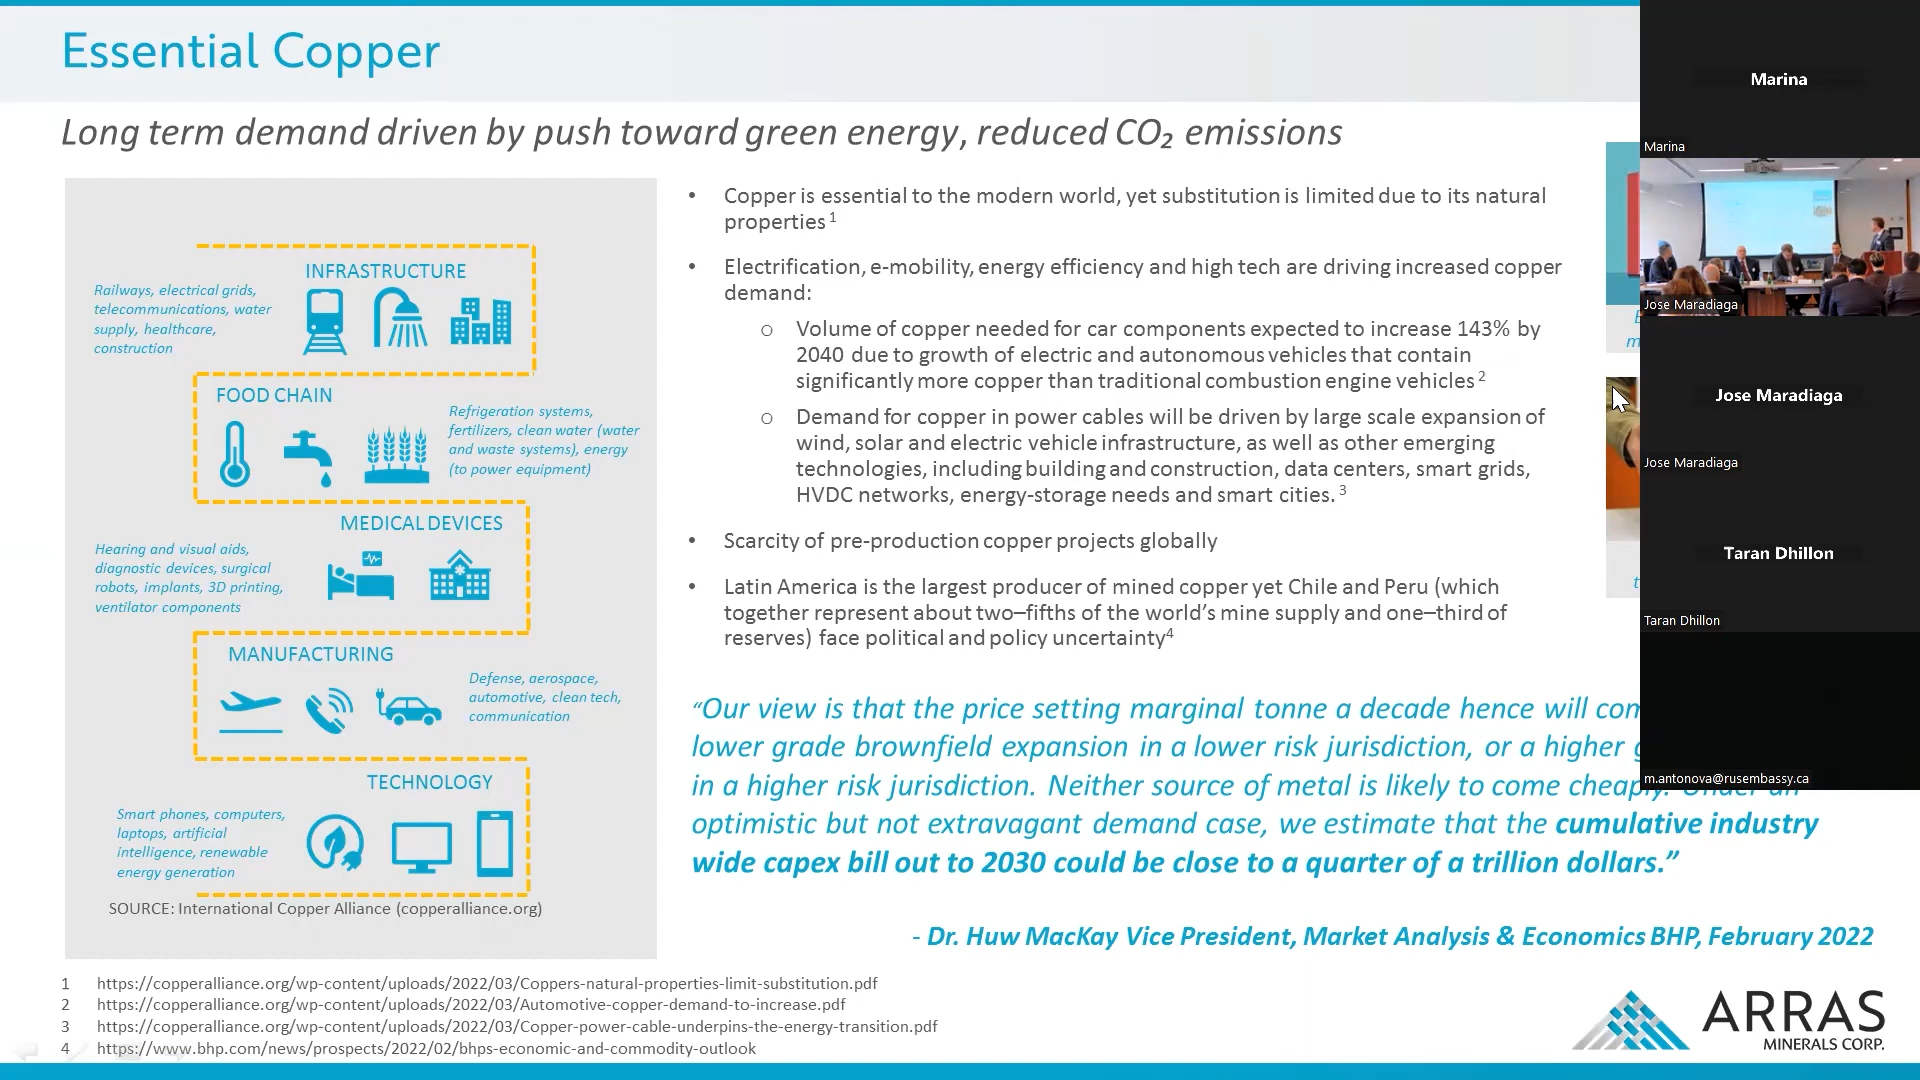 Essential Copper
Long term demand driven by push toward green energy, reduced CO₂ emissions
INFRASTRUCTURE
Railways, electrical grids,
telecommunications, water
supply, healthcare,
construction
FOOD CHAIN
Refrigeration systems,
fertilizers, clean water (water
and waste systems), energy
(to power equipment)
MEDICAL DEVICES
Hearing and visual aids,
diagnostic devices, surgical
robots, implants, 3D printing,
ventilator components
MANUFACTURING
Defense, aerospace,
automotive, clean tech,
communication
TECHNOLOGY
Smart phones, computers,
laptops, artificial
intelligence, renewable
energy generation
SOURCE: International Copper Alliance (copperalliance.org)
• Copper is essential to the modern world, yet substitution is limited due to its natural
properties 1
• Electrification, e-mobility, energy efficiency and high tech are driving increased copper
demand:
o Volume of copper needed for car components expected to increase 143% by
2040 due to growth of electric and autonomous vehicles that contain
significantly more copper than traditional combustion engine vehicles 2
o Demand for copper in power cables will be driven by large scale expansion of
wind, solar and electric vehicle infrastructure, as well as other emerging
technologies, including building and construction, data centers, smart grids,
HVDC networks, energy-storage needs and smart cities. 3
• Scarcity of pre-production copper projects globally
• Latin America is the largest producer of mined copper yet Chile and Peru (which
together represent about two–fifths of the world's mine supply and one–third of
reserves) face political and policy uncertainty4
“Our view is that the price setting marginal tonne a decade hence will
lower grade brownfield expansion in a lower risk jurisdiction, or a higher
in a higher risk jurisdiction. Neither source of metal is likely to come cheaply. Under an
optimistic but not extravagant demand case, we estimate that the cumulative industry
wide capex bill out to 2030 could be close to a quarter of a trillion dollars.”
- Dr. Huw MacKay Vice President, Market Analysis & Economics BHP, February 2022
1 https://copperalliance.org/wp-content/uploads/2022/03/Coppers-natural-properties-limit-substitution.pdf
2 https://copperalliance.org/wp-content/uploads/2022/03/Automotive-copper-demand-to-increase.pdf
3 https://copperalliance.org/wp-content/uploads/2022/03/Copper-power-cable-underpins-the-energy-transition.pdf
4 https://www.bhp.com/news/prospects/2022/02/bhps-economic-and-commodity-outlook
ARRAS
MINERALS CORP.
Marina
Marina
Jose Maradiaga
Jose Maradiaga
Jose Maradiaga
Taran Dhillon
Taran Dhillon
m.antonova@rusembassy.ca